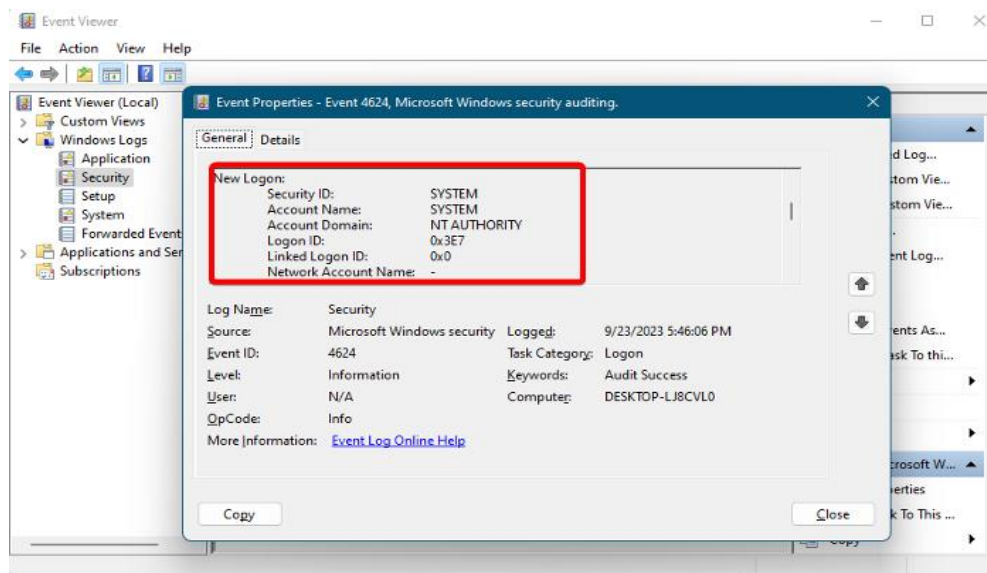 Event Viewer
File Action View Help
Event Viewer (Local)
Custom Views
Windows Logs
Application
Security
Setup
System
Forwarded Event
Applications and Ser
Subscriptions
Event Properties - Event 4624, Microsoft Windows security auditing.
General Details
New Logon:
Security ID: SYSTEM
Account Name: SYSTEM
Account Domain: NT AUTHORITY
Logon ID: 0x3E7
Linked Logon ID: 0x0
Network Account Name: -
Log Name: Security
Source: Microsoft Windows security Logged: 9/23/2023 5:46:06 PM
Event ID: 4624 Task Category: Logon
Level: Information Keywords: Audit Success
User: N/A Computer: DESKTOP-LJ8CVL0
OpCode: Info
More Information: Event Log Online Help
Copy Close
d Log...
tom Vie...
stom Vie...
ent Log...
ents As...
ask To thi...
crosoft W...
erties
k To This ...
Copy